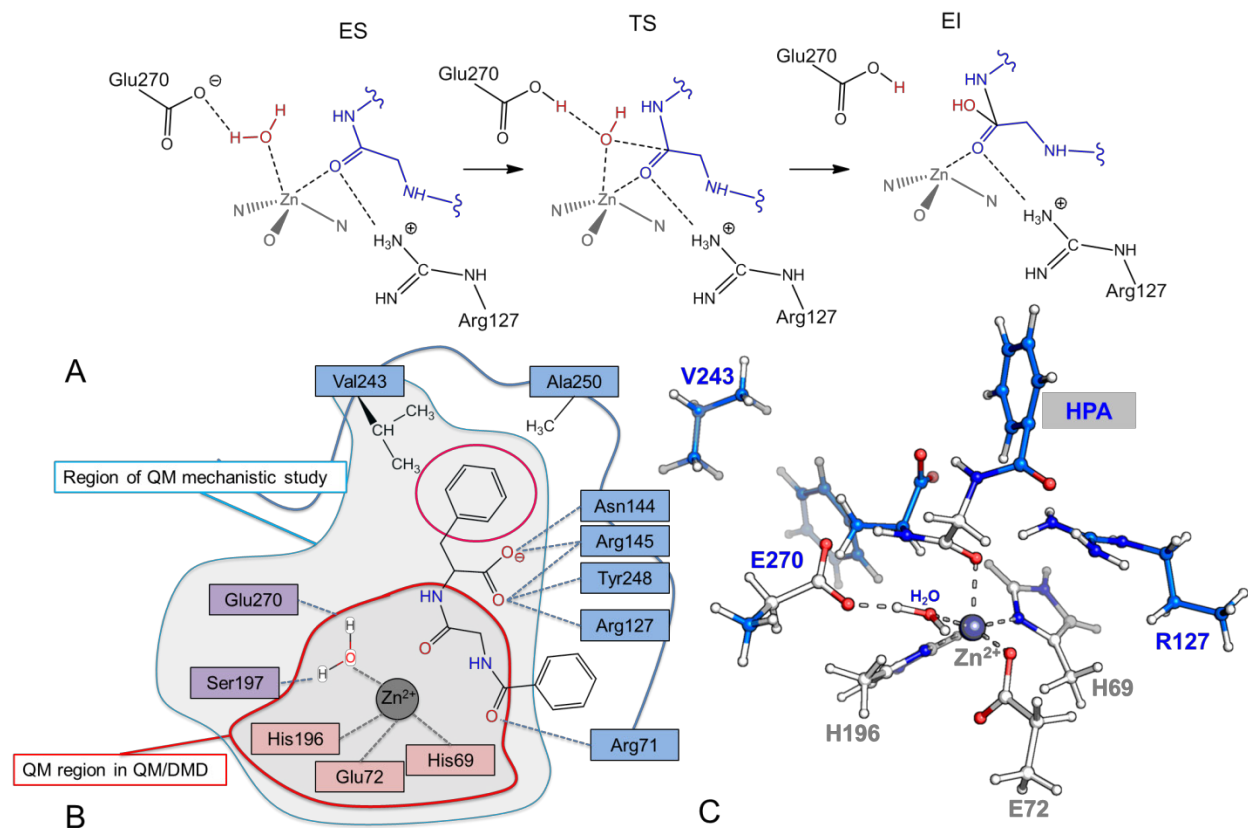 ES
TS
EI
Glu270
O
⊖
O
H
H
O
HN
O
NH
Zn
N
N
O
H₃N
⊕
C
NH
HN
Arg127
Glu270
O
H
O
H
O
HN
C
O
NH
Zn
N
N
O
H₃N
⊕
C
NH
HN
Arg127
Glu270
O
H
O
NH
HO
C
O
NH
Zn
N
N
O
H₃N
⊕
C
NH
HN
Arg127
A
Val243
Ala250
CH₃
CH
CH₃
H₃C
Region of QM mechanistic study
Asn144
Arg145
Tyr248
Arg127
O
⊖
O
HN
O
NH
O
Glu270
Ser197
H
O
H
Zn²⁺
His196
Glu72
His69
Arg71
QM region in QM/DMD
B
V243
HPA
E270
H₂O
R127
Zn²⁺
H69
H196
E72
C